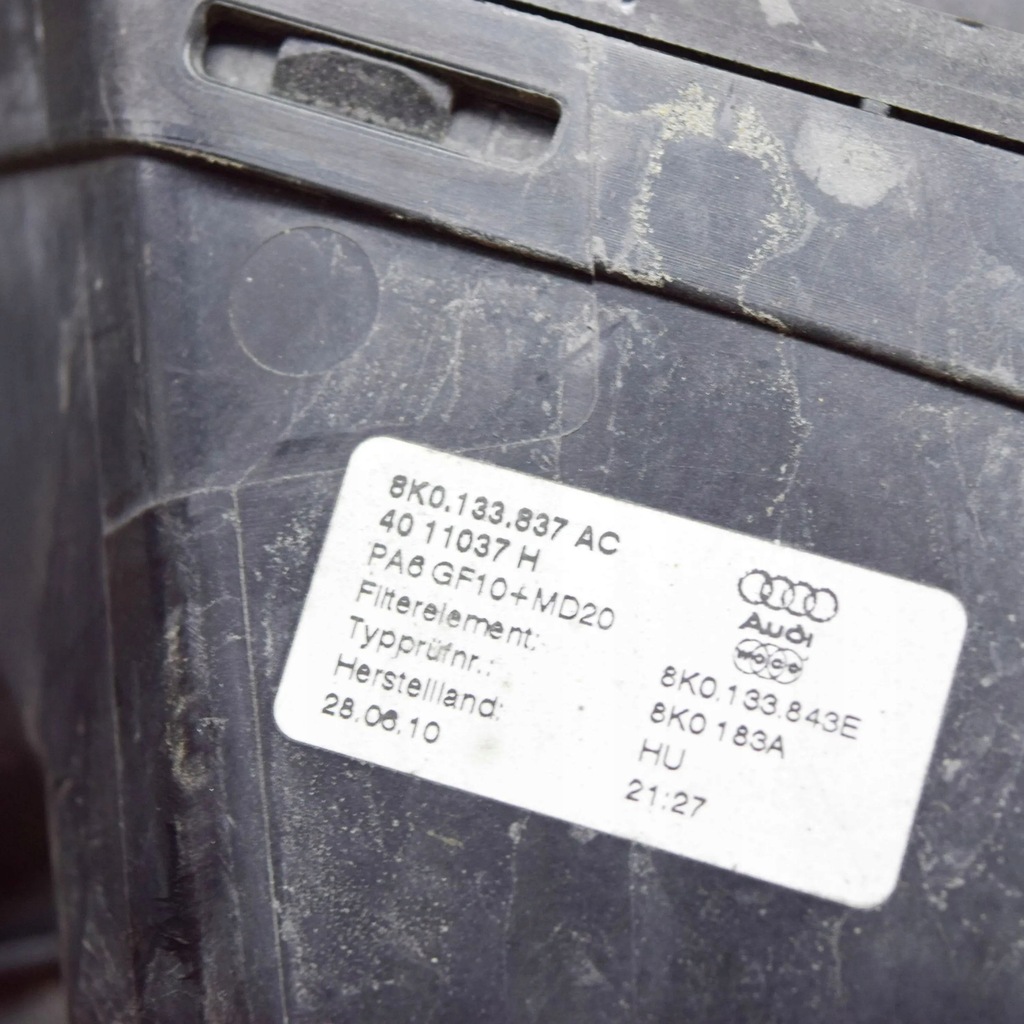 8K0.133.837 AC
40 11037 H
PA6 GF10+MD20
Audi
Filterelement: 8K0.133.843E
Typprüfnr.: 8K0 183A
Herstellland: HU
28.06.10 21:27